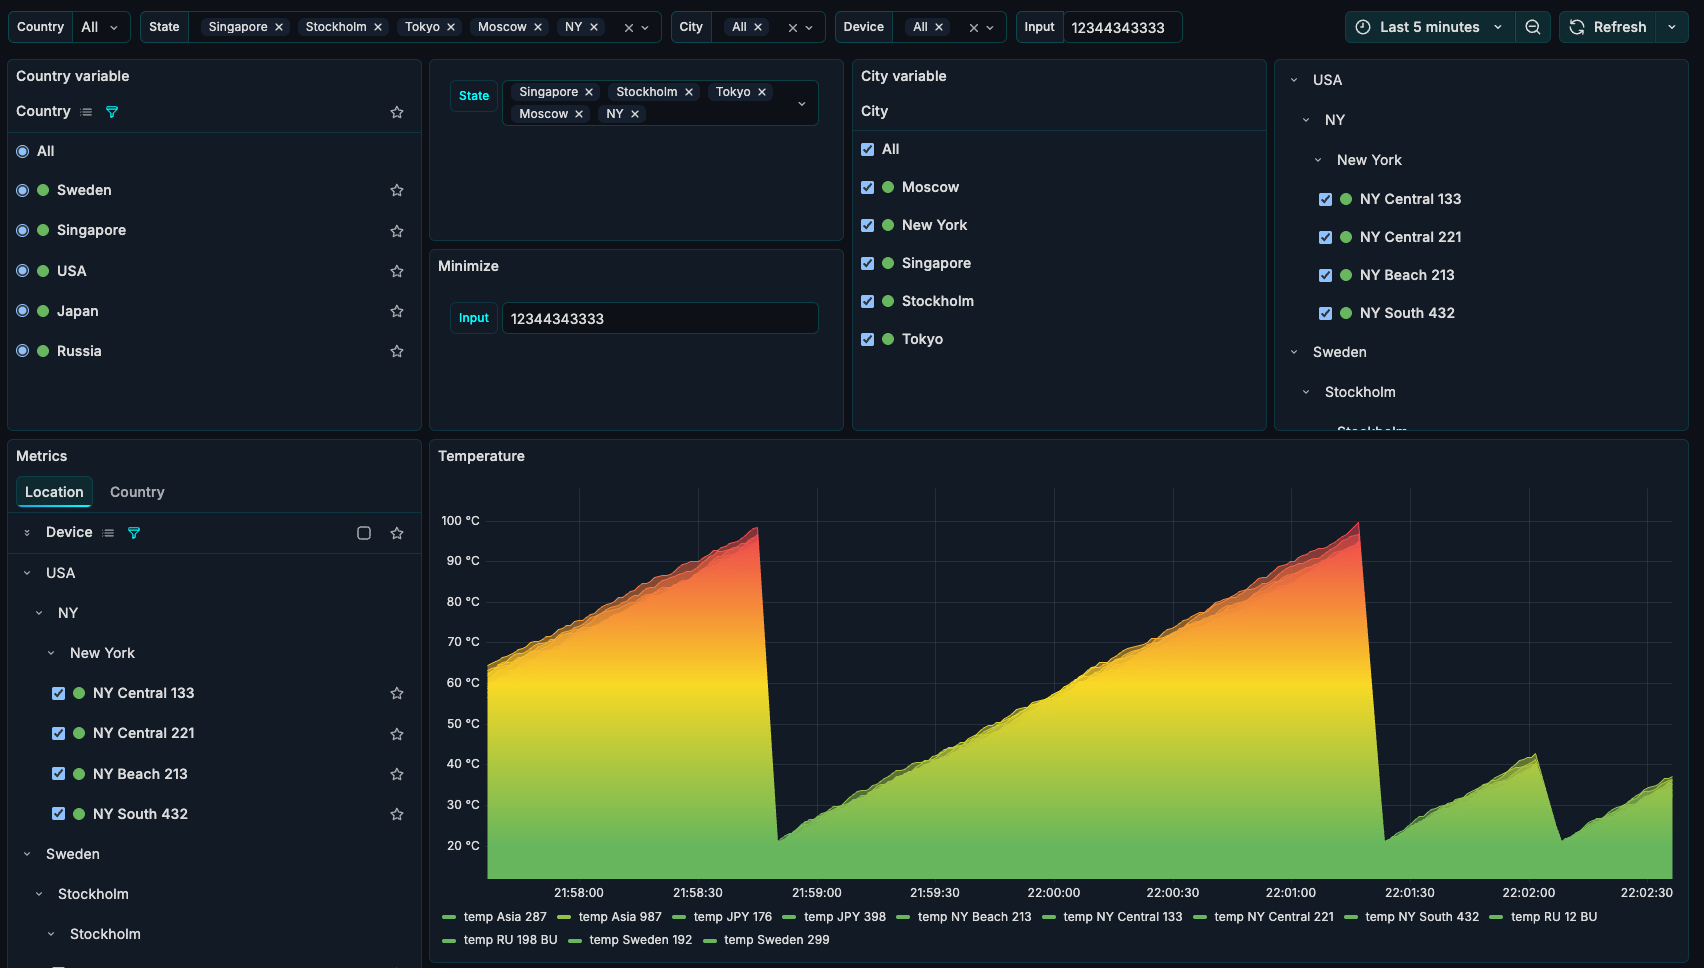 Country All State Singapore Stockholm Tokyo Moscow NY City All Device All Input 12344343333 Last 5 minutes Refresh
Country variable
Country
All
Sweden
Singapore
USA
Japan
Russia
State Singapore Stockholm Tokyo
Moscow NY
Minimize
Input 12344343333
City variable
City
All
Moscow
New York
Singapore
Stockholm
Tokyo
USA
NY
New York
NY Central 133
NY Central 221
NY Beach 213
NY South 432
Sweden
Stockholm
Stockholm
Metrics
Location Country
Device
USA
NY
New York
NY Central 133
NY Central 221
NY Beach 213
NY South 432
Sweden
Stockholm
Stockholm
Temperature
100 °C
90 °C
80 °C
70 °C
60 °C
50 °C
40 °C
30 °C
20 °C
21:58:00 21:58:30 21:59:00 21:59:30 22:00:00 22:00:30 22:01:00 22:01:30 22:02:00 22:02:30
temp Asia 287 temp Asia 987 temp JPY 176 temp JPY 398 temp NY Beach 213 temp NY Central 133 temp NY Central 221 temp NY South 432 temp RU 12 BU
temp RU 198 BU temp Sweden 192 temp Sweden 299